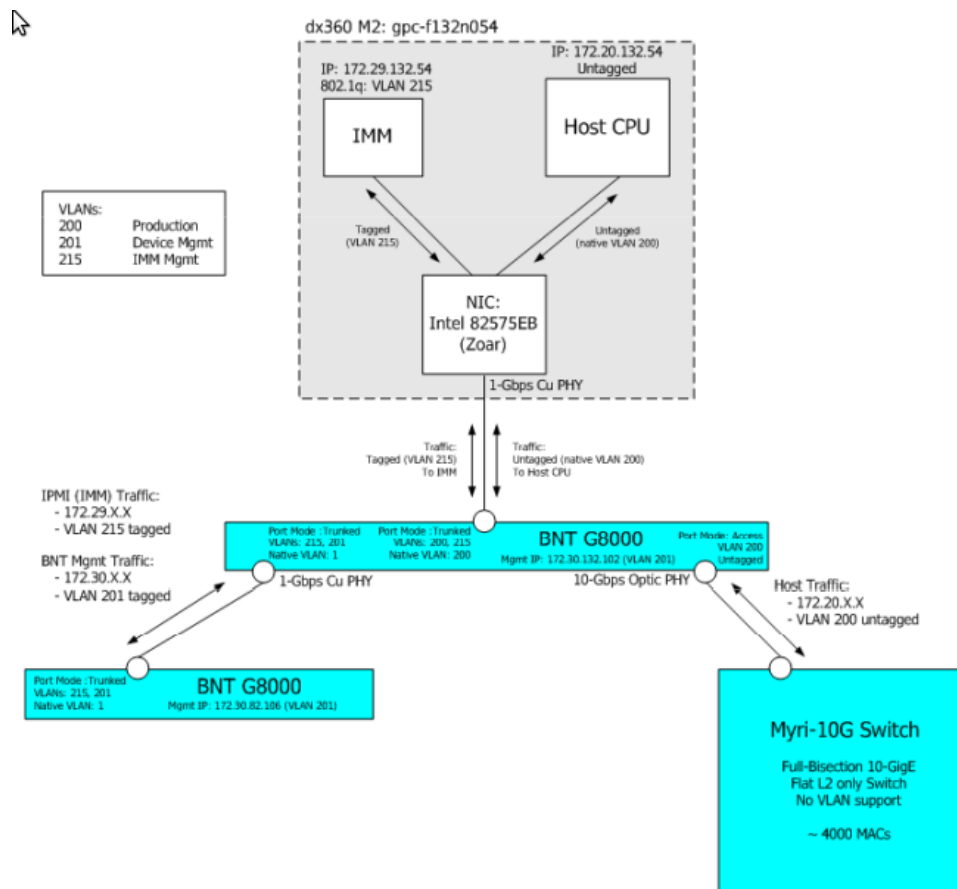 dx360 M2: gpc-f132n054
IP: 172.29.132.54
802.1q: VLAN 215
IMM
IP: 172.20.132.54
Untagged
Host CPU
Tagged
(VLAN 215)
Untagged
(native VLAN 200)
VLANs:
200 Production
201 Device Mgmt
215 IMM Mgmt
NIC:
Intel 82575EB
(Zoar)
1-Gbps Cu PHY
Traffic:
Tagged (VLAN 215)
To IMM
Traffic:
Untagged (native VLAN 200)
To Host CPU
IPMI (IMM) Traffic:
- 172.29.X.X
- VLAN 215 tagged
BNT Mgmt Traffic:
- 172.30.X.X
- VLAN 201 tagged
Port Mode :Trunked
VLANs: 215, 201
Native VLAN: 1
Port Mode :Trunked
VLANs: 200, 215
Native VLAN: 200
BNT G8000
Mgmt IP: 172.30.132.102 (VLAN 201)
Port Mode: Access
VLAN 200
Untagged
1-Gbps Cu PHY
10-Gbps Optic PHY
Host Traffic:
- 172.20.X.X
- VLAN 200 untagged
Port Mode :Trunked
VLANs: 215, 201
Native VLAN: 1
BNT G8000
Mgmt IP: 172.30.82.106 (VLAN 201)
Myri-10G Switch
Full-Bisection 10-GigE
Flat L2 only Switch
No VLAN support
~ 4000 MACs